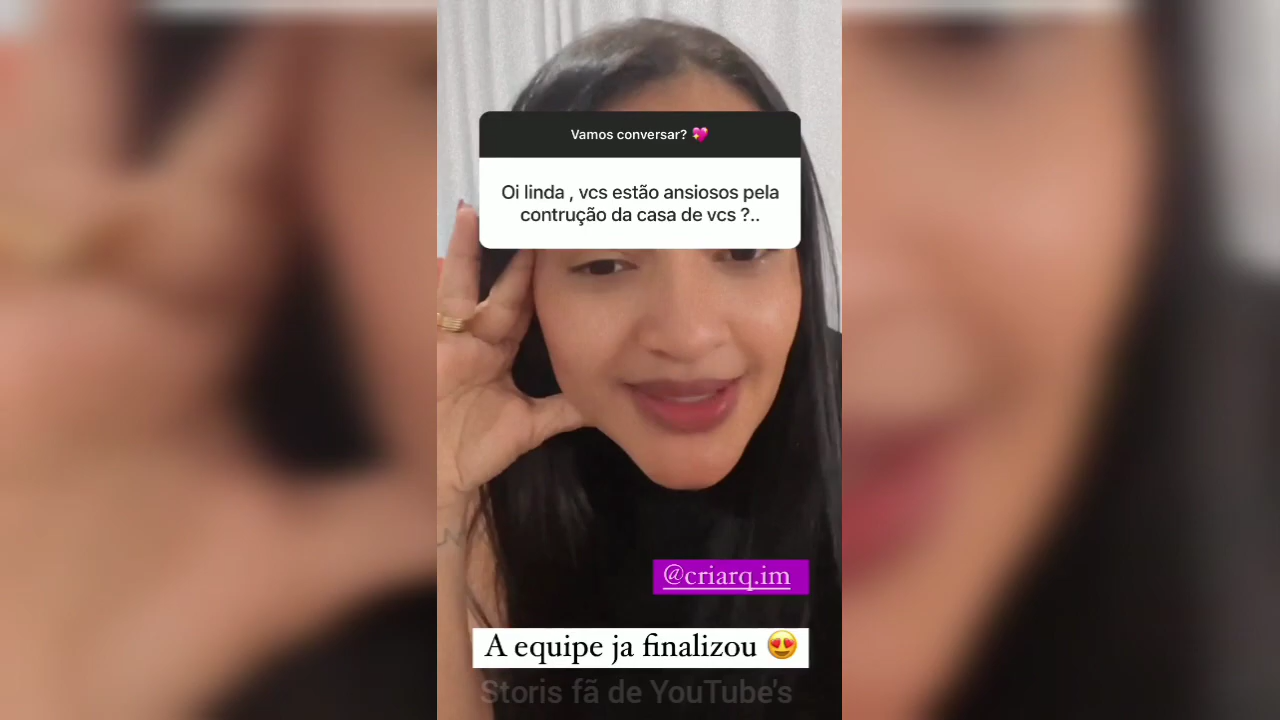 Vamos conversar? 💖
Oi linda , vcs estão ansiosos pela
contrução da casa de vcs ?..
@criarq.im
A equipe ja finalizou 😍
Storis fã de YouTube's